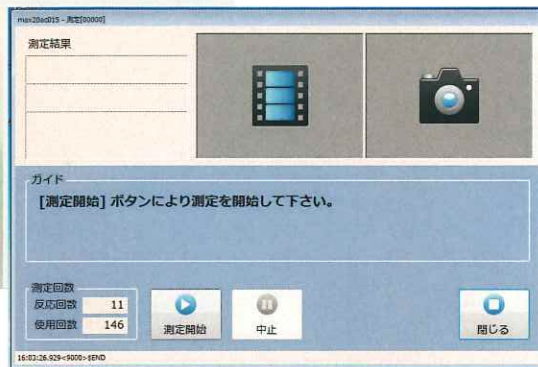 測定結果
ガイド
[測定開始] ボタンにより測定を開始して下さい。
測定回数
反応回数 11
使用回数 146
測定開始
中止
閉じる
16:03:26.929<9000>$END